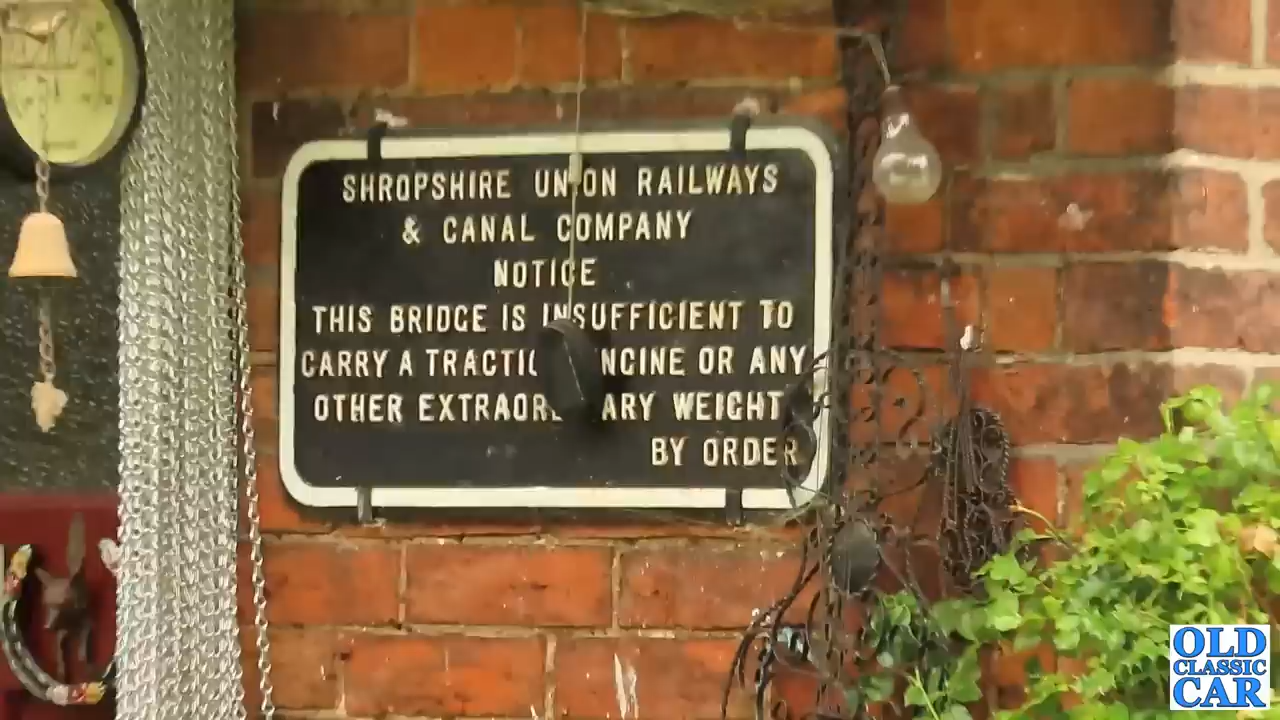 SHROPSHIRE UNION RAILWAYS
& CANAL COMPANY
NOTICE
THIS BRIDGE IS INSUFFICIENT TO
CARRY A OR ANY
OTHER WEIGHT
BY ORDER
OLD
CLASSIC
CAR